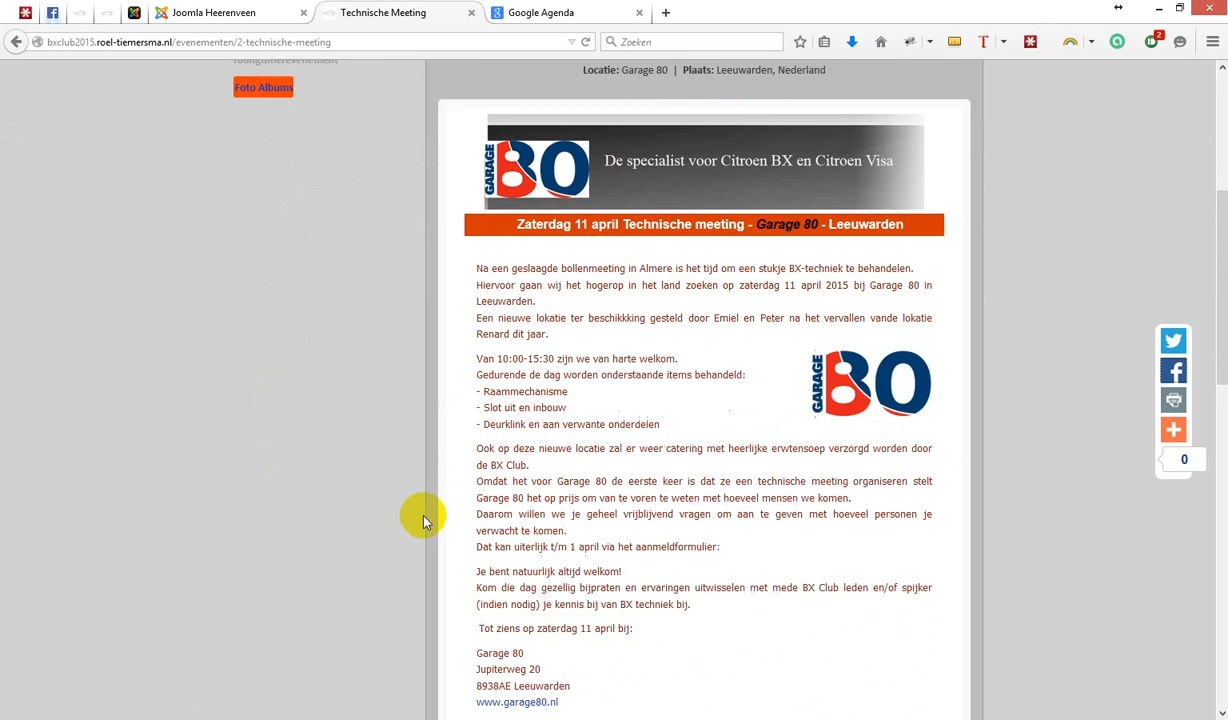 Joomla Heerenveen
Technische Meeting
Google Agenda
bxclub2015.roel-tiemersma.nl/evenementen/2-technische-meeting
Zoeken
2
Youngtimerevenement
Foto Albums
Locatie: Garage 80 | Plaats: Leeuwarden, Nederland
GARAGE 80
De specialist voor Citroen BX en Citroen Visa
Zaterdag 11 april Technische meeting - Garage 80 - Leeuwarden
Na een geslaagde bollenmeeting in Almere is het tijd om een stukje BX-techniek te behandelen.
Hiervoor gaan wij het hogerop in het land zoeken op zaterdag 11 april 2015 bij Garage 80 in
Leeuwarden.
Een nieuwe lokatie ter beschikkking gesteld door Emiel en Peter na het vervallen vande lokatie
Renard dit jaar.
Van 10:00-15:30 zijn we van harte welkom.
Gedurende de dag worden onderstaande items behandeld:
- Raammechanisme
- Slot uit en inbouw
- Deurklink en aan verwante onderdelen
GARAGE 80
Ook op deze nieuwe locatie zal er weer catering met heerlijke erwtensoep verzorgd worden door
de BX Club.
Omdat het voor Garage 80 de eerste keer is dat ze een technische meeting organiseren stelt
Garage 80 het op prijs om van te voren te weten met hoeveel mensen we komen.
Daarom willen we je geheel vrijblijvend vragen om aan te geven met hoeveel personen je
verwacht te komen.
Dat kan uiterlijk t/m 1 april via het aanmeldformulier:
Je bent natuurlijk altijd welkom!
Kom die dag gezellig bijpraten en ervaringen uitwisselen met mede BX Club leden en/of spijker
(indien nodig) je kennis bij van BX techniek bij.
Tot ziens op zaterdag 11 april bij:
Garage 80
Jupiterweg 20
8938AE Leeuwarden
www.garage80.nl
0